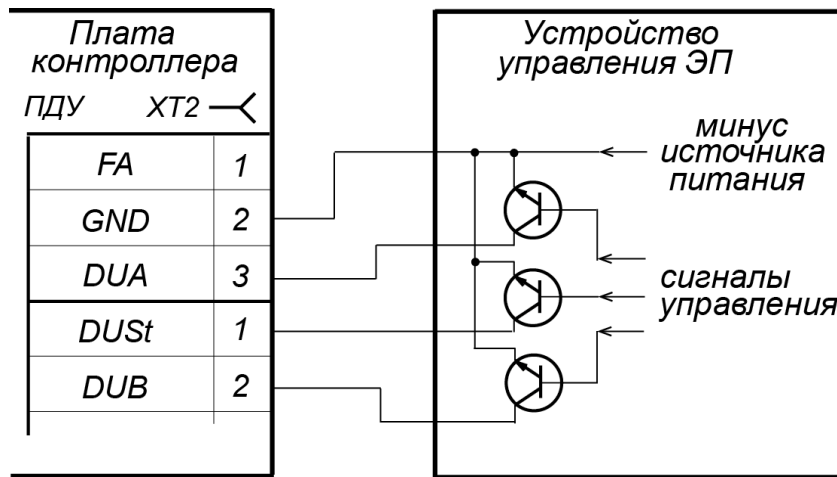 Плата
контроллера
ПДУ XT2
FA 1
GND 2
DUA 3
DUSt 1
DUB 2
Устройство
управления ЭП
минус
источника
питания
сигналы
управления